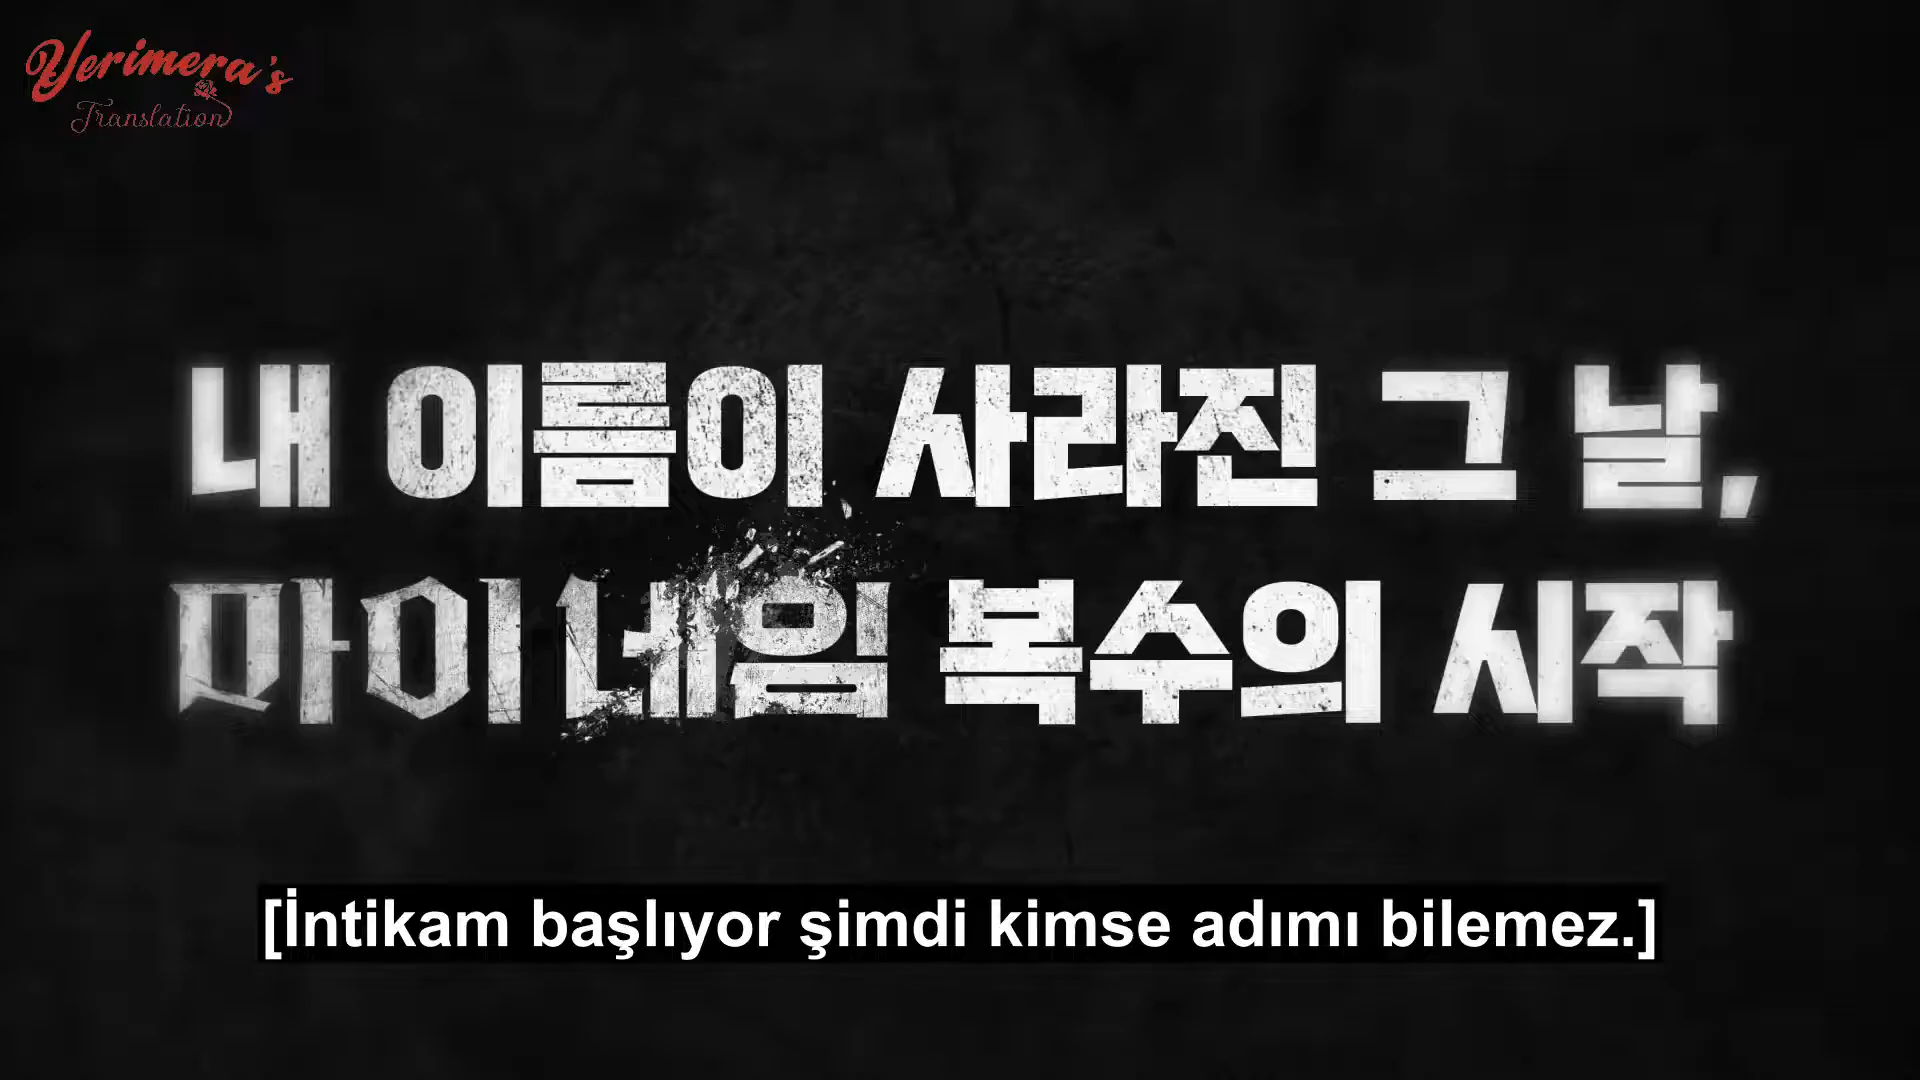 Yerimera's
Translation
내 이름이 사라진 그 날,
마이 네임 복수의 시작
[İntikam başlıyor şimdi kimse adımı bilemez.]